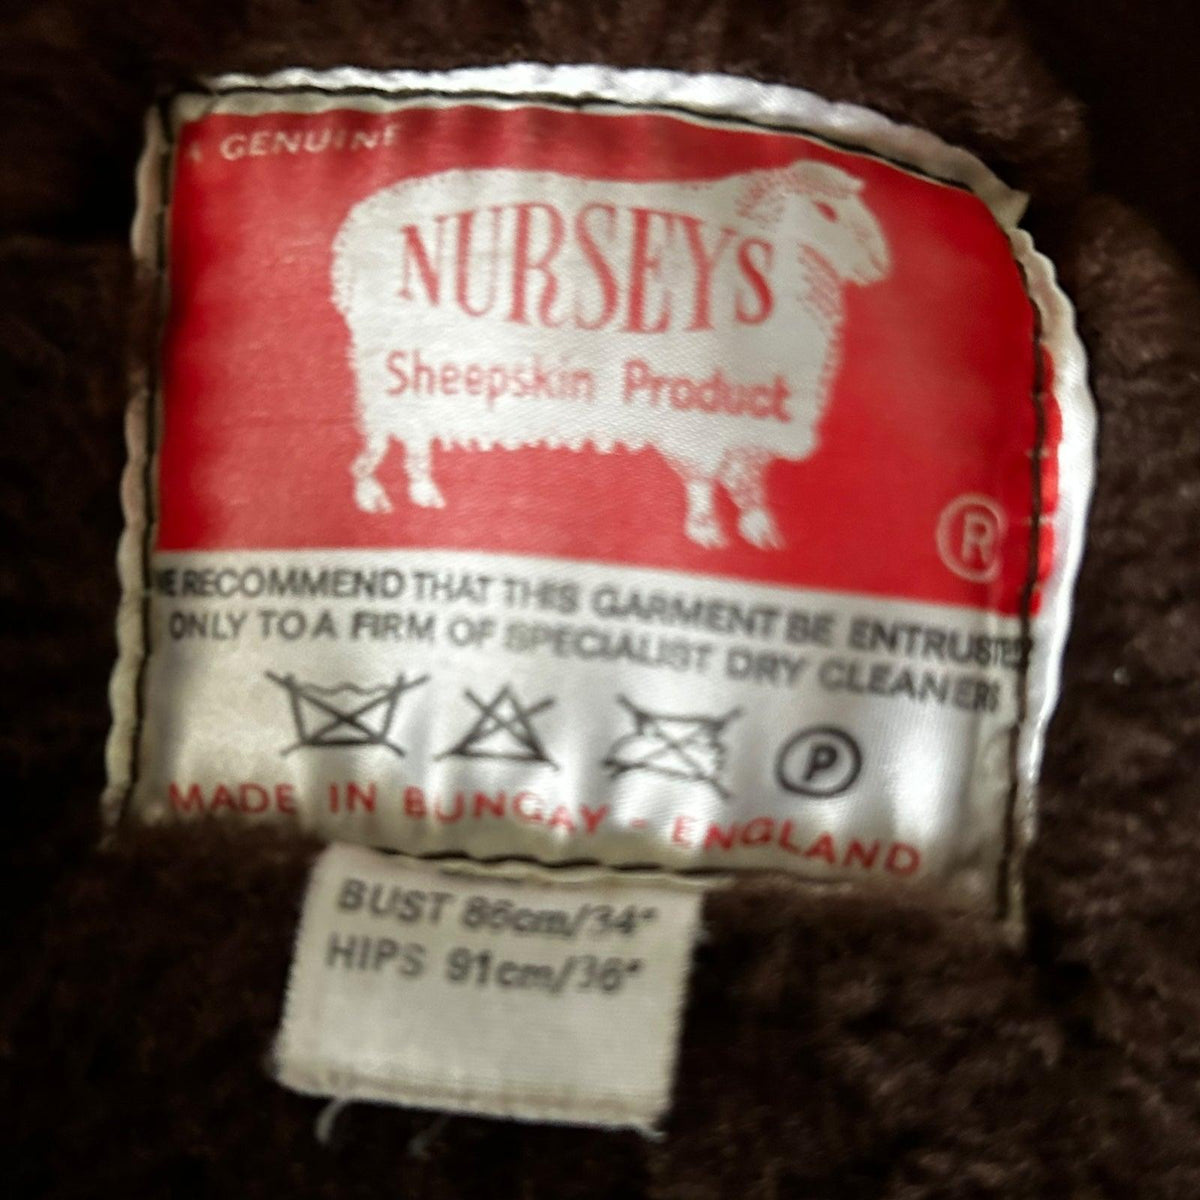 A GENUINE
NURSEYS
Sheepskin Product
®
WE RECOMMEND THAT THIS GARMENT BE ENTRUSTED
ONLY TO A FIRM OF SPECIALIST DRY CLEANERS
P
MADE IN BUNGAY - ENGLAND
BUST 86cm/34"
HIPS 91cm/36"